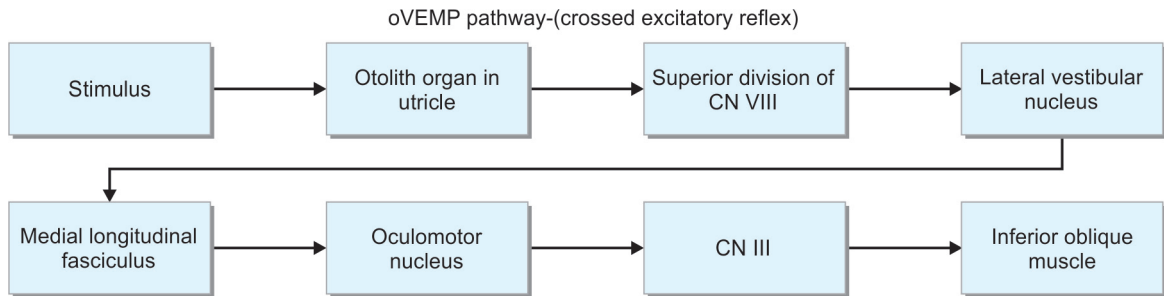 oVEMP pathway-(crossed excitatory reflex)
Stimulus
Otolith organ in
utricle
Superior division of
CN VIII
Lateral vestibular
nucleus
Medial longitudinal
fasciculus
Oculomotor
nucleus
CN III
Inferior oblique
muscle